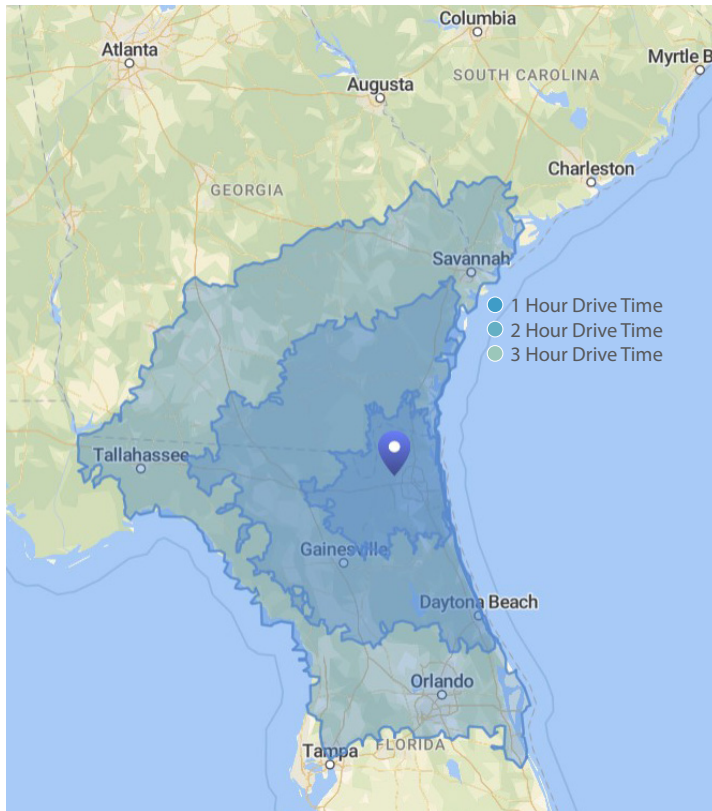 Columbia
Atlanta
SOUTH CAROLINA
Myrtle B
Augusta
Charleston
GEORGIA
Savannah
1 Hour Drive Time
2 Hour Drive Time
3 Hour Drive Time
Tallahassee
Gainesville
Daytona Beach
Orlando
Tampa
FLORIDA